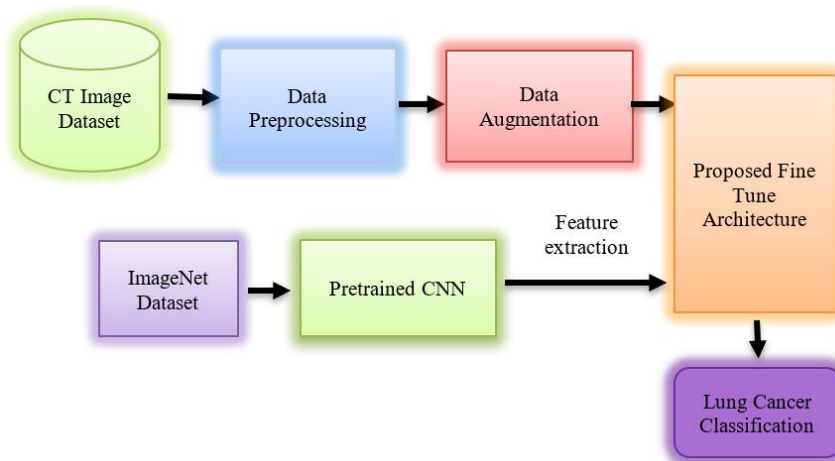 CT Image
Dataset
Data
Preprocessing
Data
Augmentation
Proposed Fine
Tune
Architecture
ImageNet
Dataset
Pretrained CNN
Feature
extraction
Lung Cancer
Classification